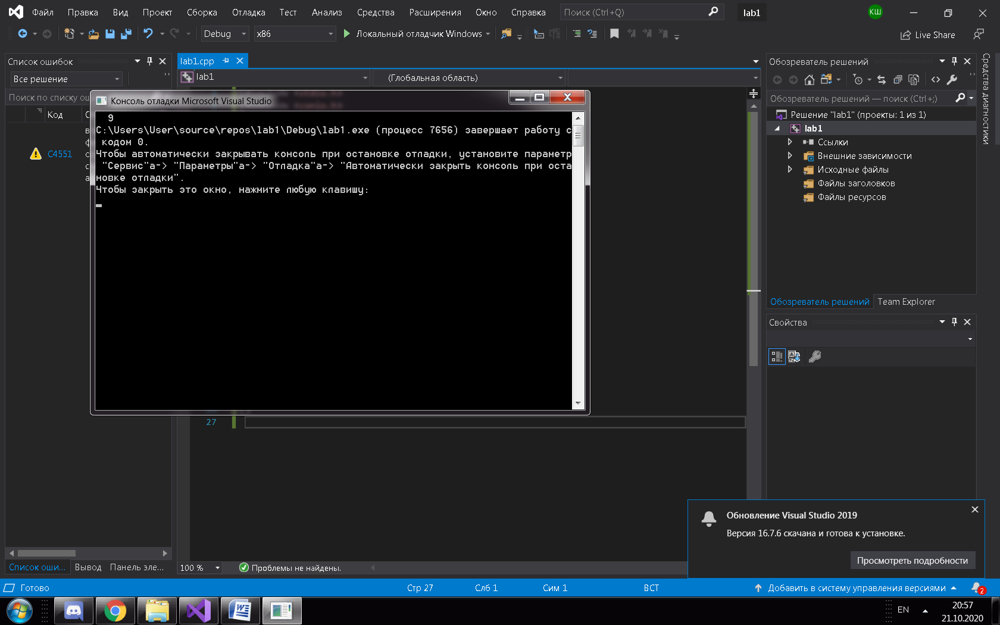 Файл Правка Вид Проект Сборка Отладка Тест Анализ Средства Расширения Окно Справка Поиск (Ctrl+Q) lab1 КШ
Debug x86 Локальный отладчик Windows Live Share
Список ошибок
Все решение
Поиск по списку ош
Код
C4551
lab1.cpp
lab1 (Глобальная область)
Консоль отладки Microsoft Visual Studio
9
C:\Users\User\source\repos\lab1\Debug\lab1.exe (процесс 7656) завершает работу с
кодом 0.
Чтобы автоматически закрывать консоль при остановке отладки, установите параметр
"Сервис"а-> "Параметры"а-> "Отладка"а-> "Автоматически закрыть консоль при оста
новке отладки".
Чтобы закрыть это окно, нажмите любую клавишу:
27
Обозреватель решений
Обозреватель решений — поиск (Ctrl+;)
Решение "lab1" (проекты: 1 из 1)
lab1
Ссылки
Внешние зависимости
Исходные файлы
Файлы заголовков
Файлы ресурсов
Обозреватель решений Team Explorer
Свойства
Средства диагностики
Обновление Visual Studio 2019
Версия 16.7.6 скачана и готова к установке.
Просмотреть подробности
Список оши... Вывод Панель эле...
100 % Проблемы не найдены.
Готово Стр 27 Слб 1 Сим 1 ВСТ Добавить в систему управления версиями 2
EN
20:57
21.10.2020